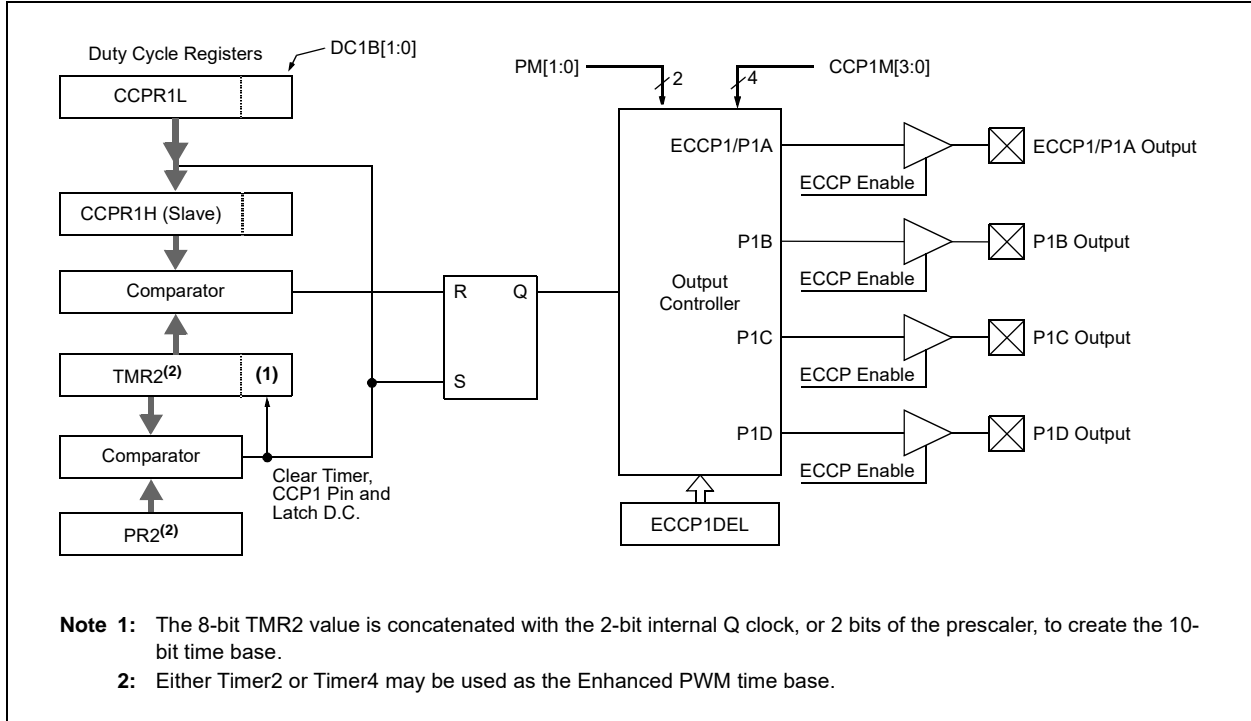 Duty Cycle Registers
DC1B[1:0]
CCPR1L
CCPR1H (Slave)
Comparator
TMR2(2)
(1)
Comparator
PR2(2)
Clear Timer,
CCP1 Pin and
Latch D.C.
R
Q
S
PM[1:0]
2
4
CCP1M[3:0]
Output
Controller
ECCP1/P1A
P1B
P1C
P1D
ECCP1DEL
ECCP Enable
ECCP1/P1A Output
ECCP Enable
P1B Output
ECCP Enable
P1C Output
ECCP Enable
P1D Output
Note 1: The 8-bit TMR2 value is concatenated with the 2-bit internal Q clock, or 2 bits of the prescaler, to create the 10-
bit time base.
2: Either Timer2 or Timer4 may be used as the Enhanced PWM time base.